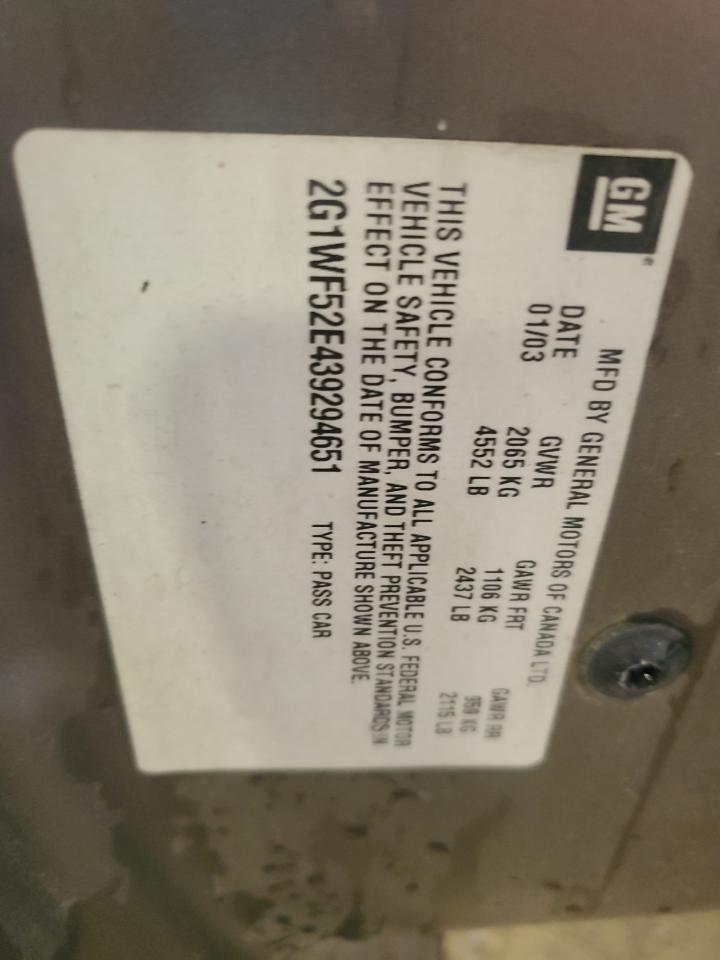 GM
MFD BY GENERAL MOTORS OF CANADA LTD.
DATE GVWR GAWR FRT GAWR RR
01/03 2065 KG 1106 KG 959 KG
4552 LB 2437 LB 2115 LB
THIS VEHICLE CONFORMS TO ALL APPLICABLE U.S. FEDERAL MOTOR
VEHICLE SAFETY, BUMPER, AND THEFT PREVENTION STANDARDS IN
EFFECT ON THE DATE OF MANUFACTURE SHOWN ABOVE.
2G1WF52E439294651 TYPE: PASS CAR